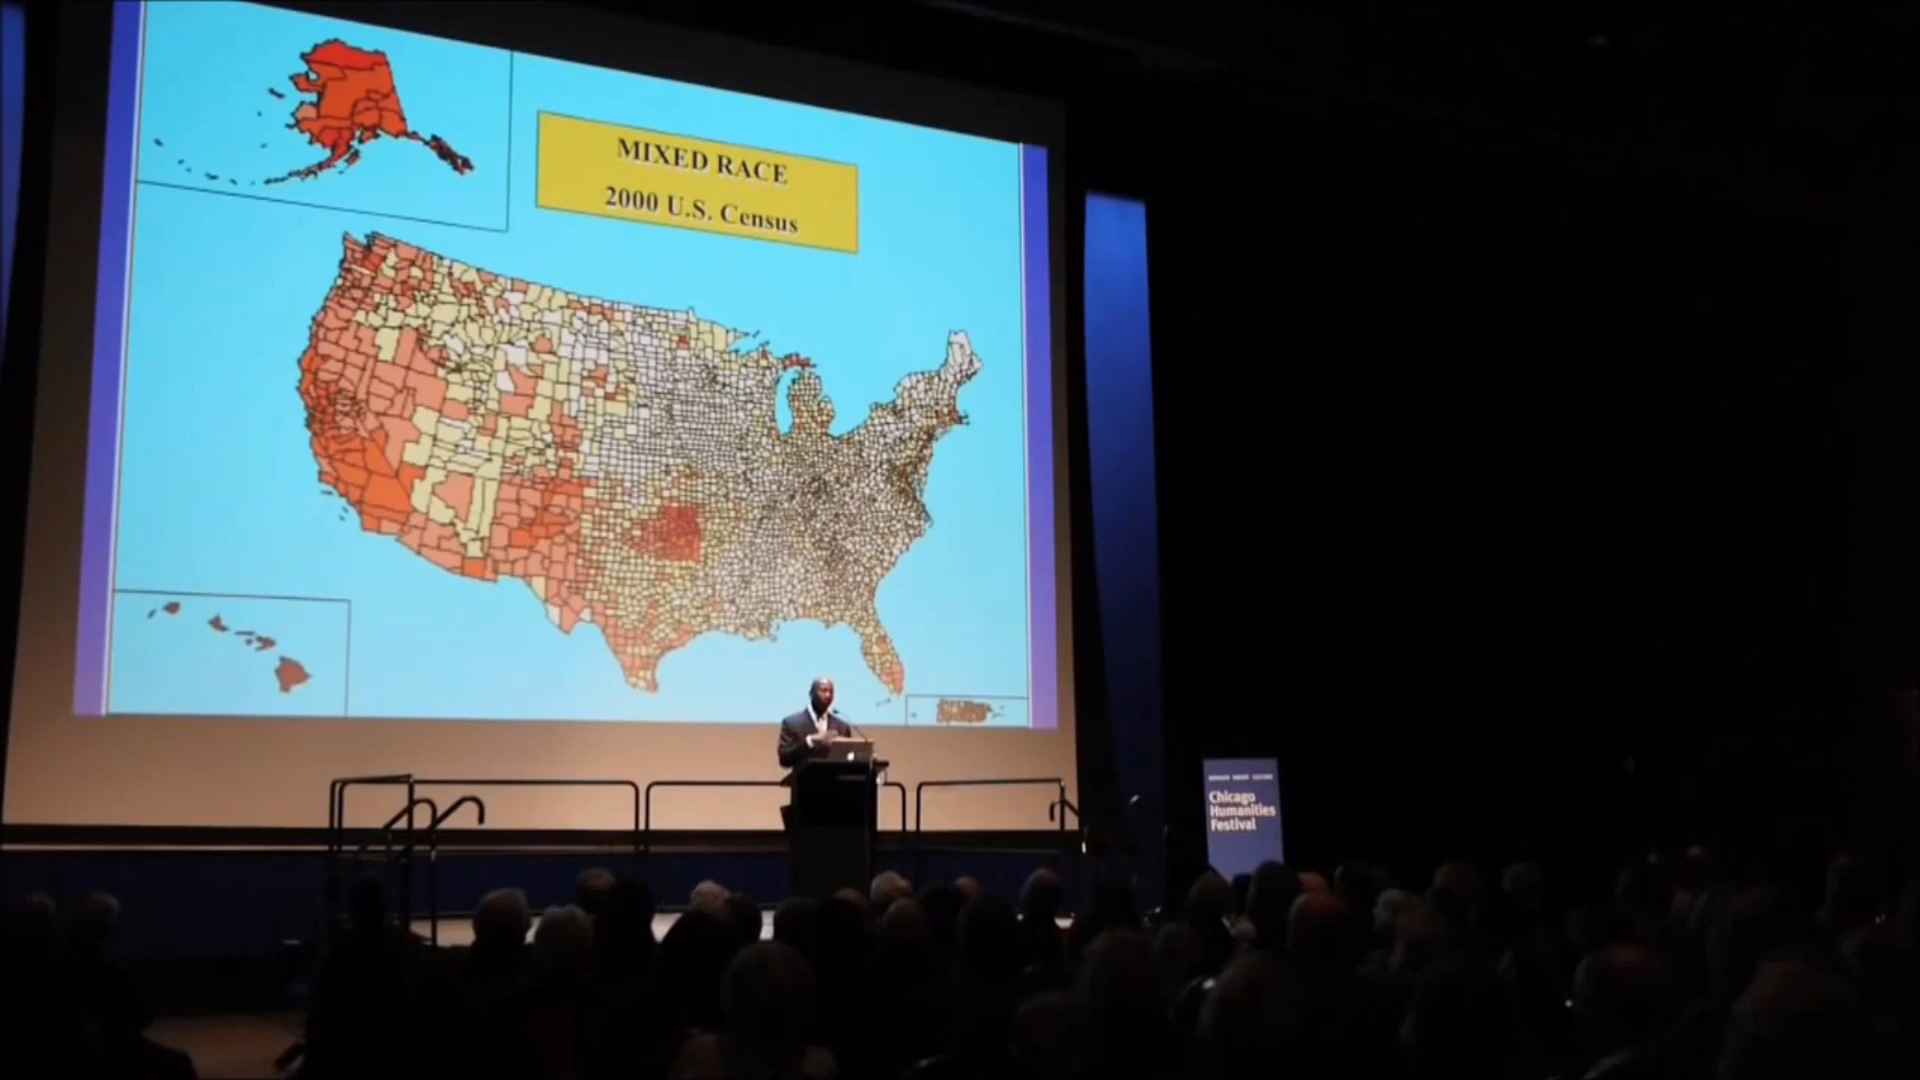 MIXED RACE
2000 U.S. Census
Chicago
Humanities
Festival